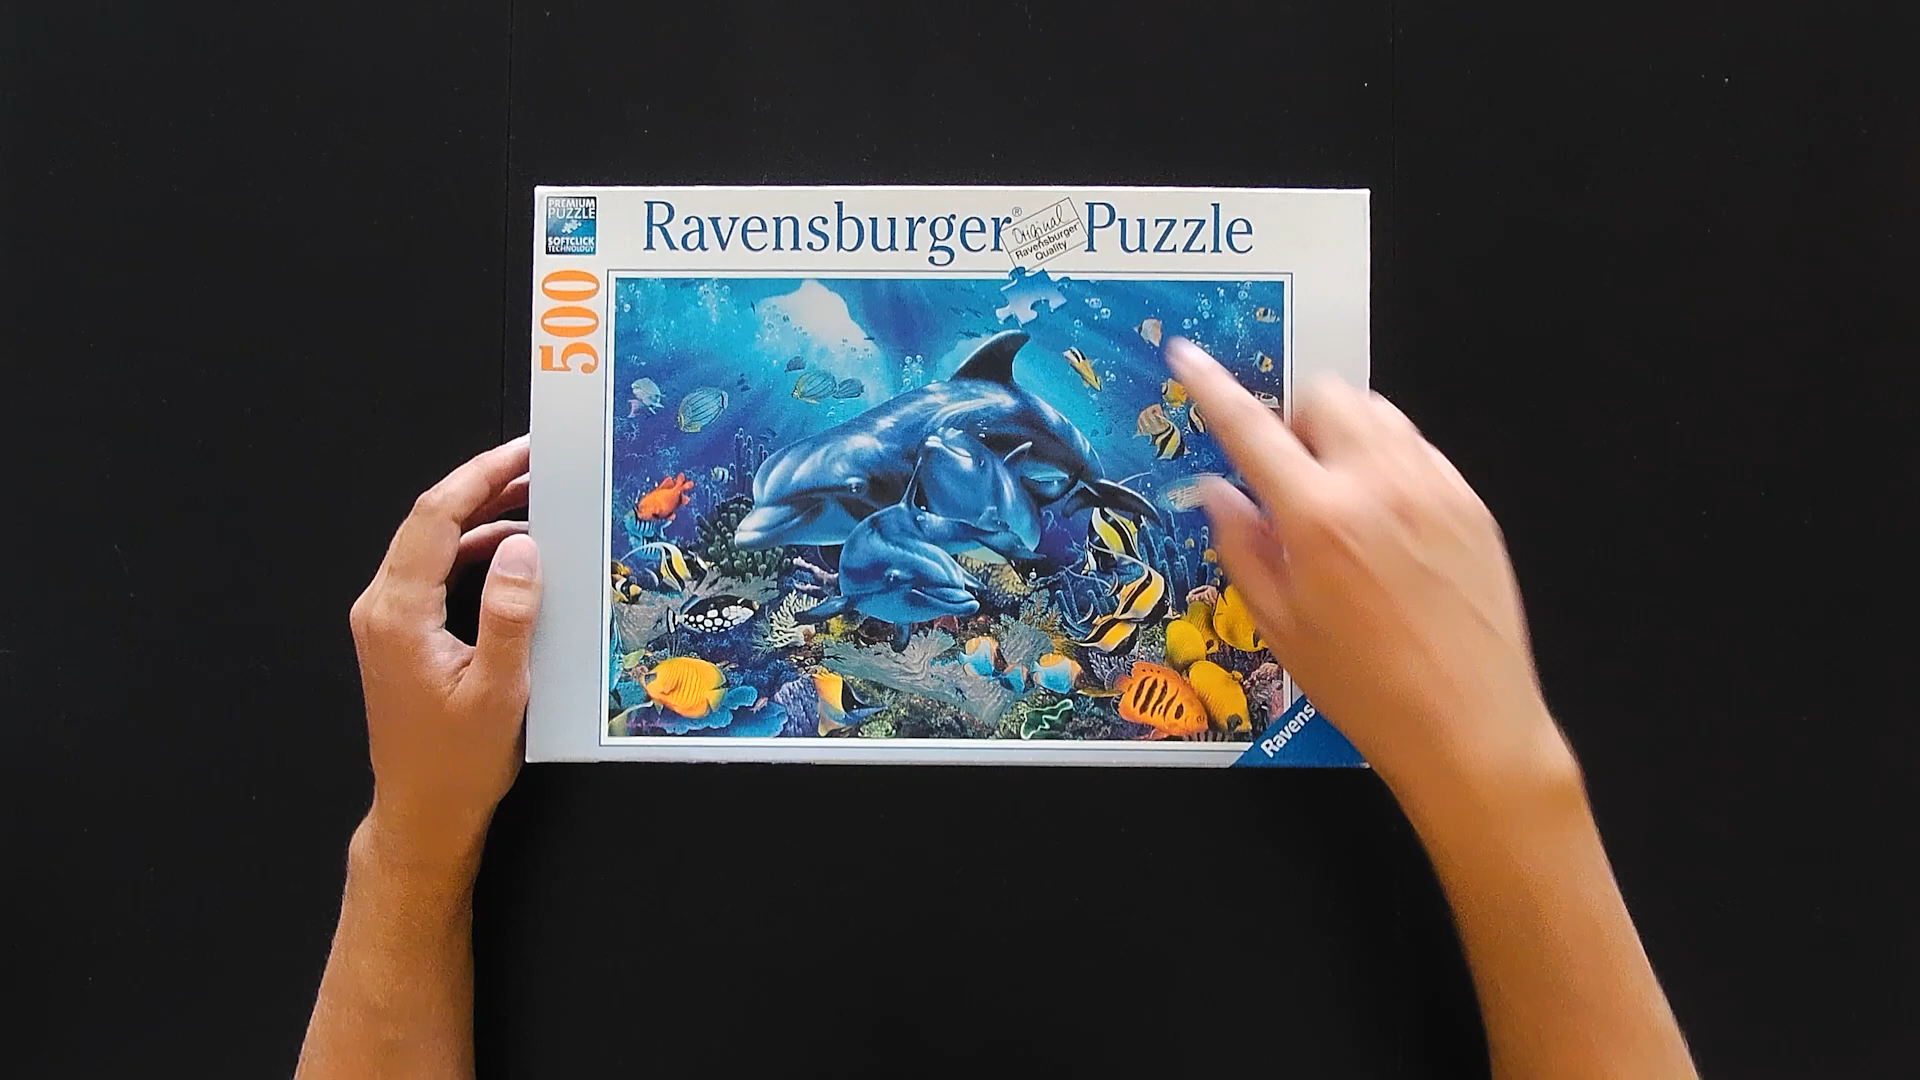 PREMIUM
PUZZLE
SOFTCLICK
TECHNOLOGY
Ravensburger® Puzzle
Original
Ravensburger
Quality
500
Ravens